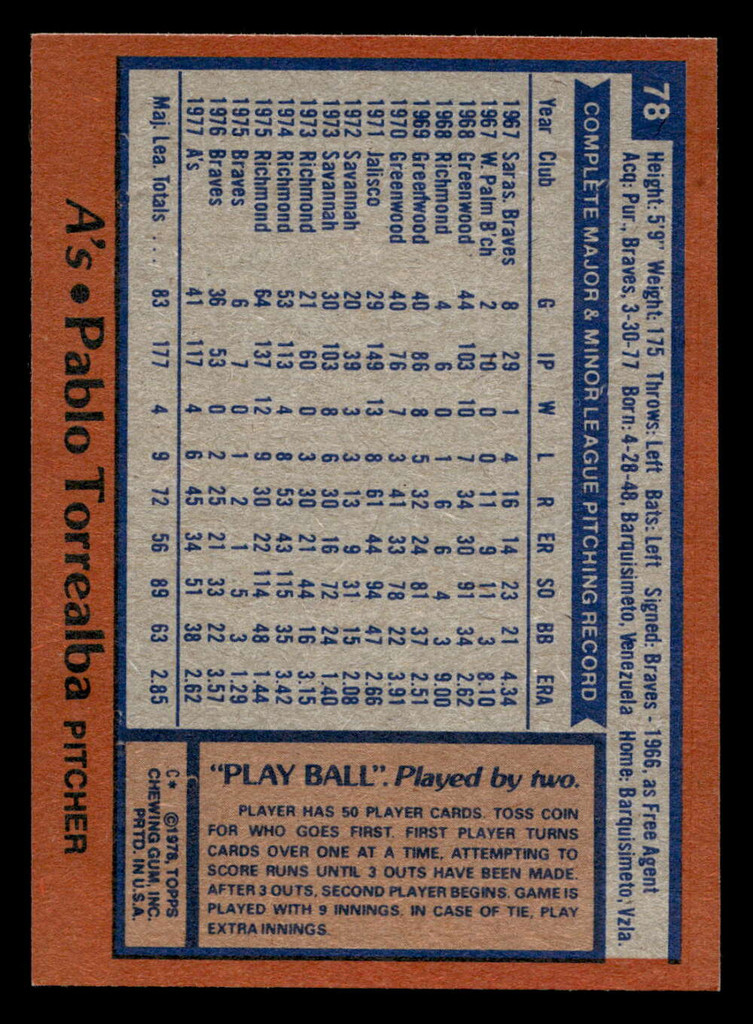 78
Height: 5'9" Weight: 175 Throws: Left Bats: Left Signed: Braves - 1966, as Free Agent
Acq: Pur., Braves, 3-30-77 Born: 4-28-48, Barquisimeto, Venezuela Home: Barquisimeto, Vzla.
COMPLETE MAJOR & MINOR LEAGUE PITCHING RECORD
Year Club G IP W L R ER SO BB ERA
1967 Saras. Braves 8 29 1 4 16 14 23 21 4.34
1967 W. Palm B'ch 2 10 0 0 11 9 11 3 8.10
1968 Greenwood 44 103 10 7 34 30 91 34 2.62
1968 Richmond 4 6 0 1 6 6 4 3 9.00
1969 Greenwood 40 86 8 5 32 24 81 37 2.51
1970 Greenwood 40 76 7 3 41 33 78 22 3.91
1971 Jalisco 29 149 13 8 61 44 94 47 2.66
1972 Savannah 20 39 3 3 13 9 31 15 2.08
1973 Savannah 30 103 8 6 30 16 72 24 1.40
1973 Richmond 21 60 0 3 30 21 44 16 3.15
1974 Richmond 53 113 4 8 53 43 115 35 3.42
1975 Richmond 64 137 12 9 30 22 114 48 1.44
1975 Braves 6 7 0 1 2 1 5 3 1.29
1976 Braves 36 53 0 2 25 21 33 22 3.57
1977 A's 41 117 4 6 45 34 51 38 2.62
Maj. Lea. Totals .... 83 177 4 9 72 56 89 63 2.85
"PLAY BALL". Played by two.
PLAYER HAS 50 PLAYER CARDS. TOSS COIN
FOR WHO GOES FIRST. FIRST PLAYER TURNS
CARDS OVER ONE AT A TIME, ATTEMPTING TO
SCORE RUNS UNTIL 3 OUTS HAVE BEEN MADE.
AFTER 3 OUTS, SECOND PLAYER BEGINS. GAME IS
PLAYED WITH 9 INNINGS. IN CASE OF TIE, PLAY
EXTRA INNINGS.
C* ©1978, TOPPS
CHEWING GUM, INC.
PRTD. IN U.S.A.
A's • Pablo Torrealba PITCHER